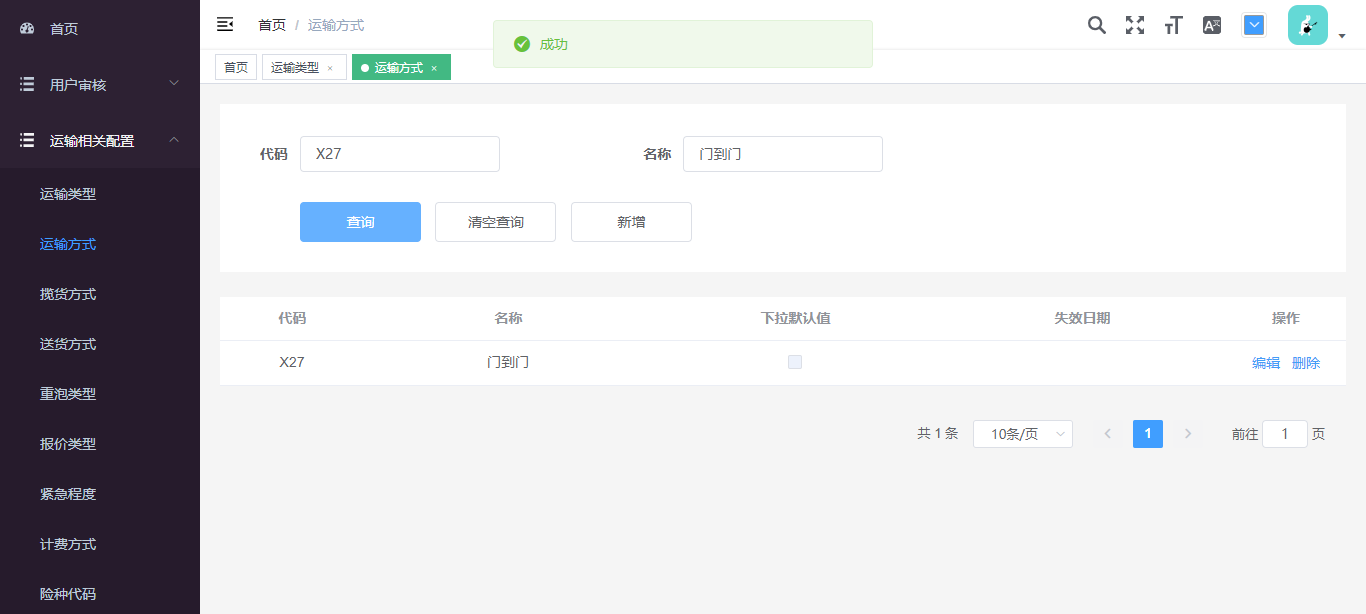 首页
用户审核
运输相关配置
运输类型
运输方式
揽货方式
送货方式
重泡类型
报价类型
紧急程度
计费方式
险种代码
首页 / 运输方式
成功
首页 运输类型 × 运输方式 ×
代码 X27 名称 门到门
查询 清空查询 新增
代码 名称 下拉默认值 失效日期 操作
X27 门到门 编辑 删除
共 1 条 10条/页 1 前往 1 页